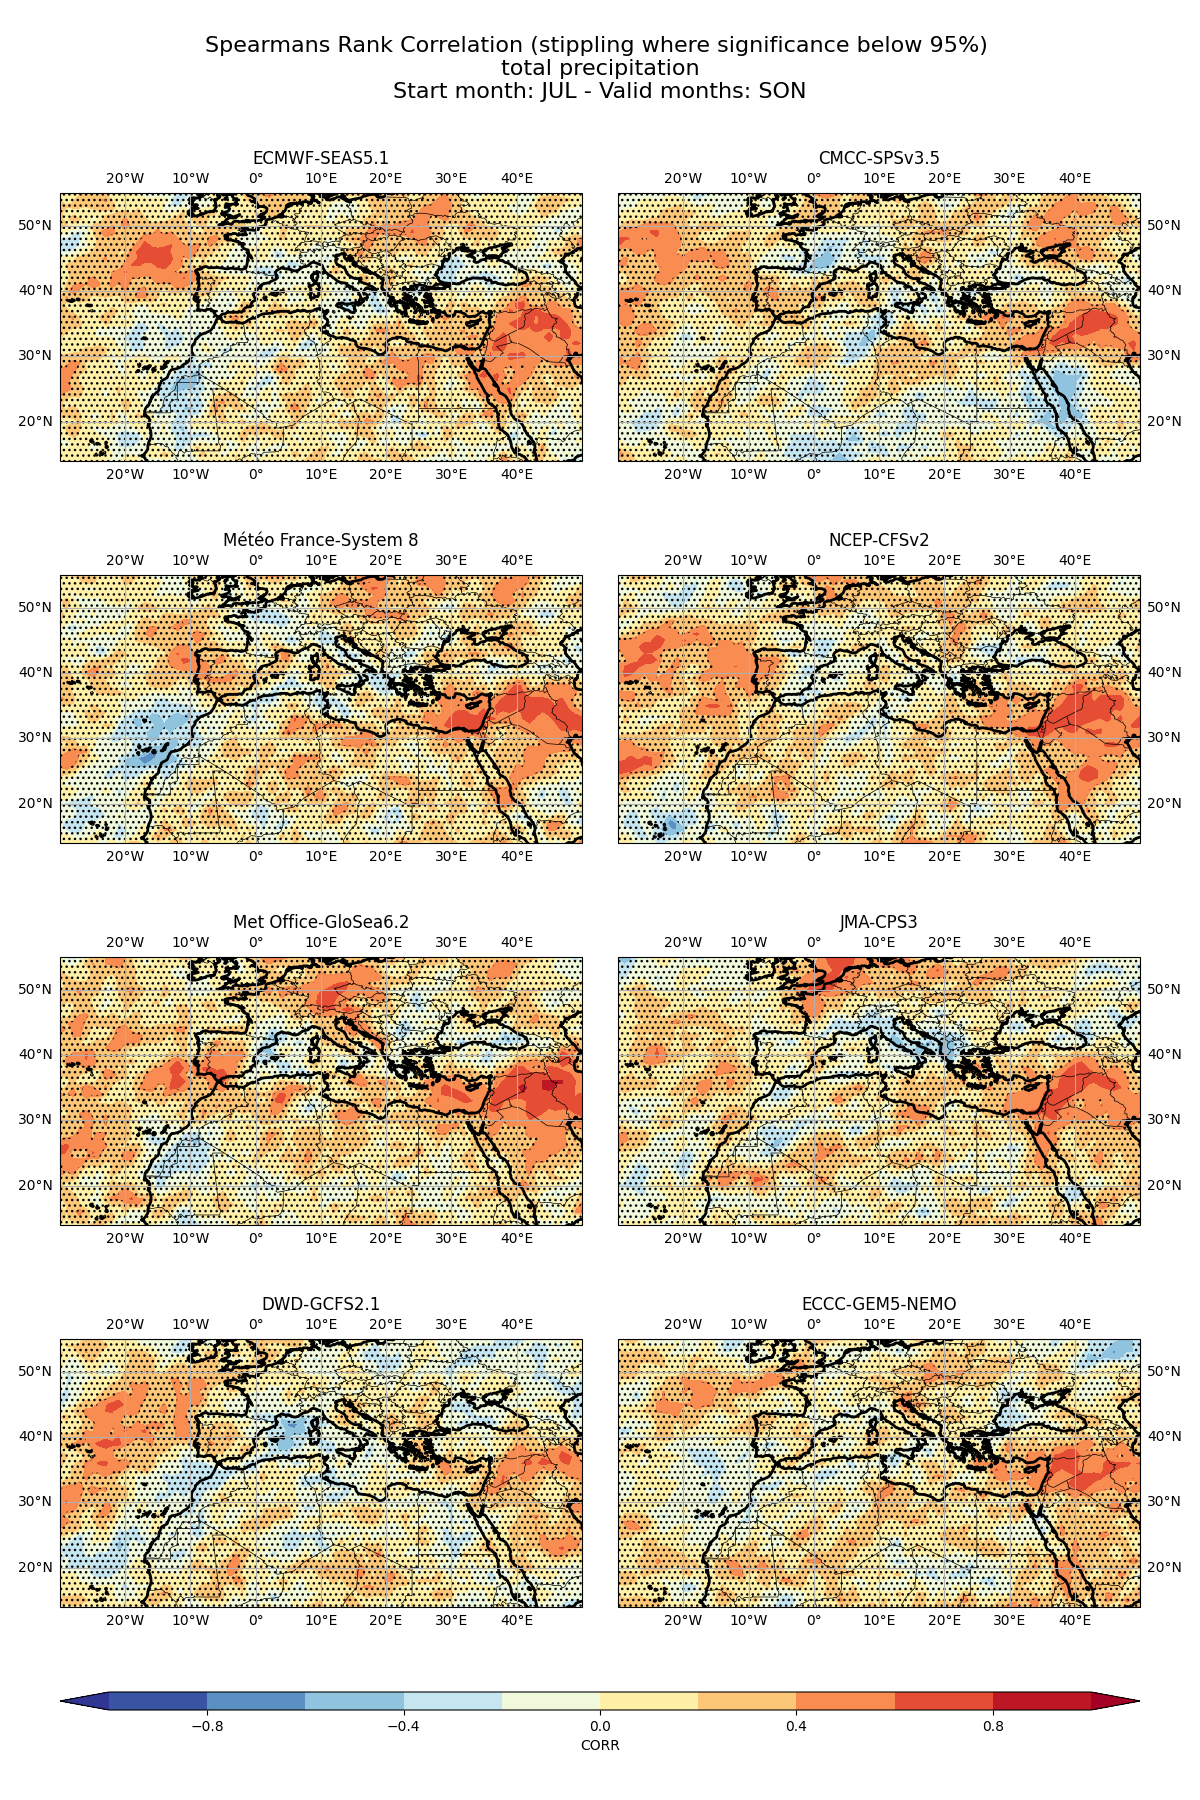 Spearmans Rank Correlation (stippling where significance below 95%)
total precipitation
Start month: JUL - Valid months: SON
ECMWF-SEAS5.1
20°W 10°W 0° 10°E 20°E 30°E 40°E
50°N
40°N
30°N
20°N
20°W 10°W 0° 10°E 20°E 30°E 40°E
CMCC-SPSv3.5
20°W 10°W 0° 10°E 20°E 30°E 40°E
50°N
40°N
30°N
20°N
20°W 10°W 0° 10°E 20°E 30°E 40°E
Météo France-System 8
20°W 10°W 0° 10°E 20°E 30°E 40°E
50°N
40°N
30°N
20°N
20°W 10°W 0° 10°E 20°E 30°E 40°E
NCEP-CFSv2
20°W 10°W 0° 10°E 20°E 30°E 40°E
50°N
40°N
30°N
20°N
20°W 10°W 0° 10°E 20°E 30°E 40°E
Met Office-GloSea6.2
20°W 10°W 0° 10°E 20°E 30°E 40°E
50°N
40°N
30°N
20°N
20°W 10°W 0° 10°E 20°E 30°E 40°E
JMA-CPS3
20°W 10°W 0° 10°E 20°E 30°E 40°E
50°N
40°N
30°N
20°N
20°W 10°W 0° 10°E 20°E 30°E 40°E
DWD-GCFS2.1
20°W 10°W 0° 10°E 20°E 30°E 40°E
50°N
40°N
30°N
20°N
20°W 10°W 0° 10°E 20°E 30°E 40°E
ECCC-GEM5-NEMO
20°W 10°W 0° 10°E 20°E 30°E 40°E
50°N
40°N
30°N
20°N
20°W 10°W 0° 10°E 20°E 30°E 40°E
−0.8 −0.4 0.0 0.4 0.8
CORR